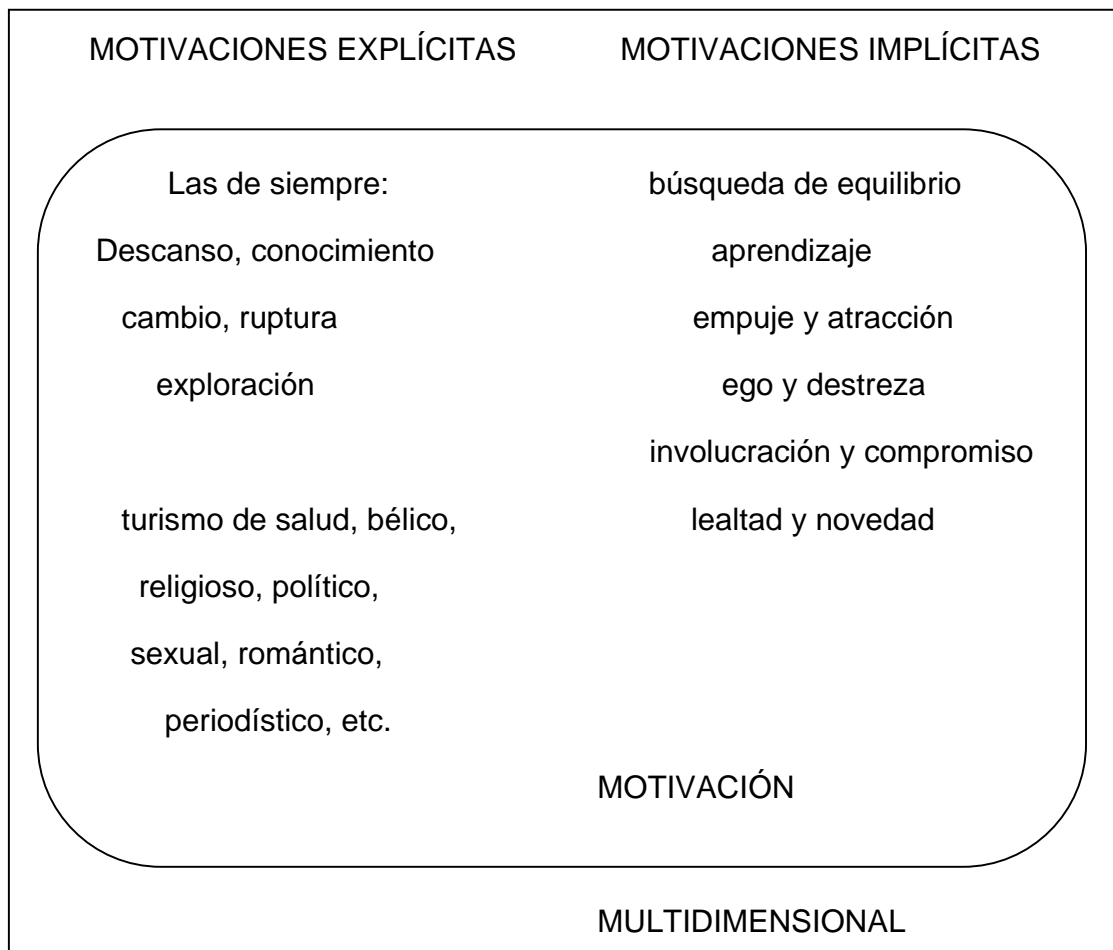 MOTIVACIONES EXPLÍCITAS
MOTIVACIONES IMPLÍCITAS
Las de siempre:
Descanso, conocimiento
cambio, ruptura
exploración
turismo de salud, bélico,
religioso, político,
sexual, romántico,
periodístico, etc.
búsqueda de equilibrio
aprendizaje
empuje y atracción
ego y destreza
involucración y compromiso
lealtad y novedad
MOTIVACIÓN
MULTIDIMENSIONAL